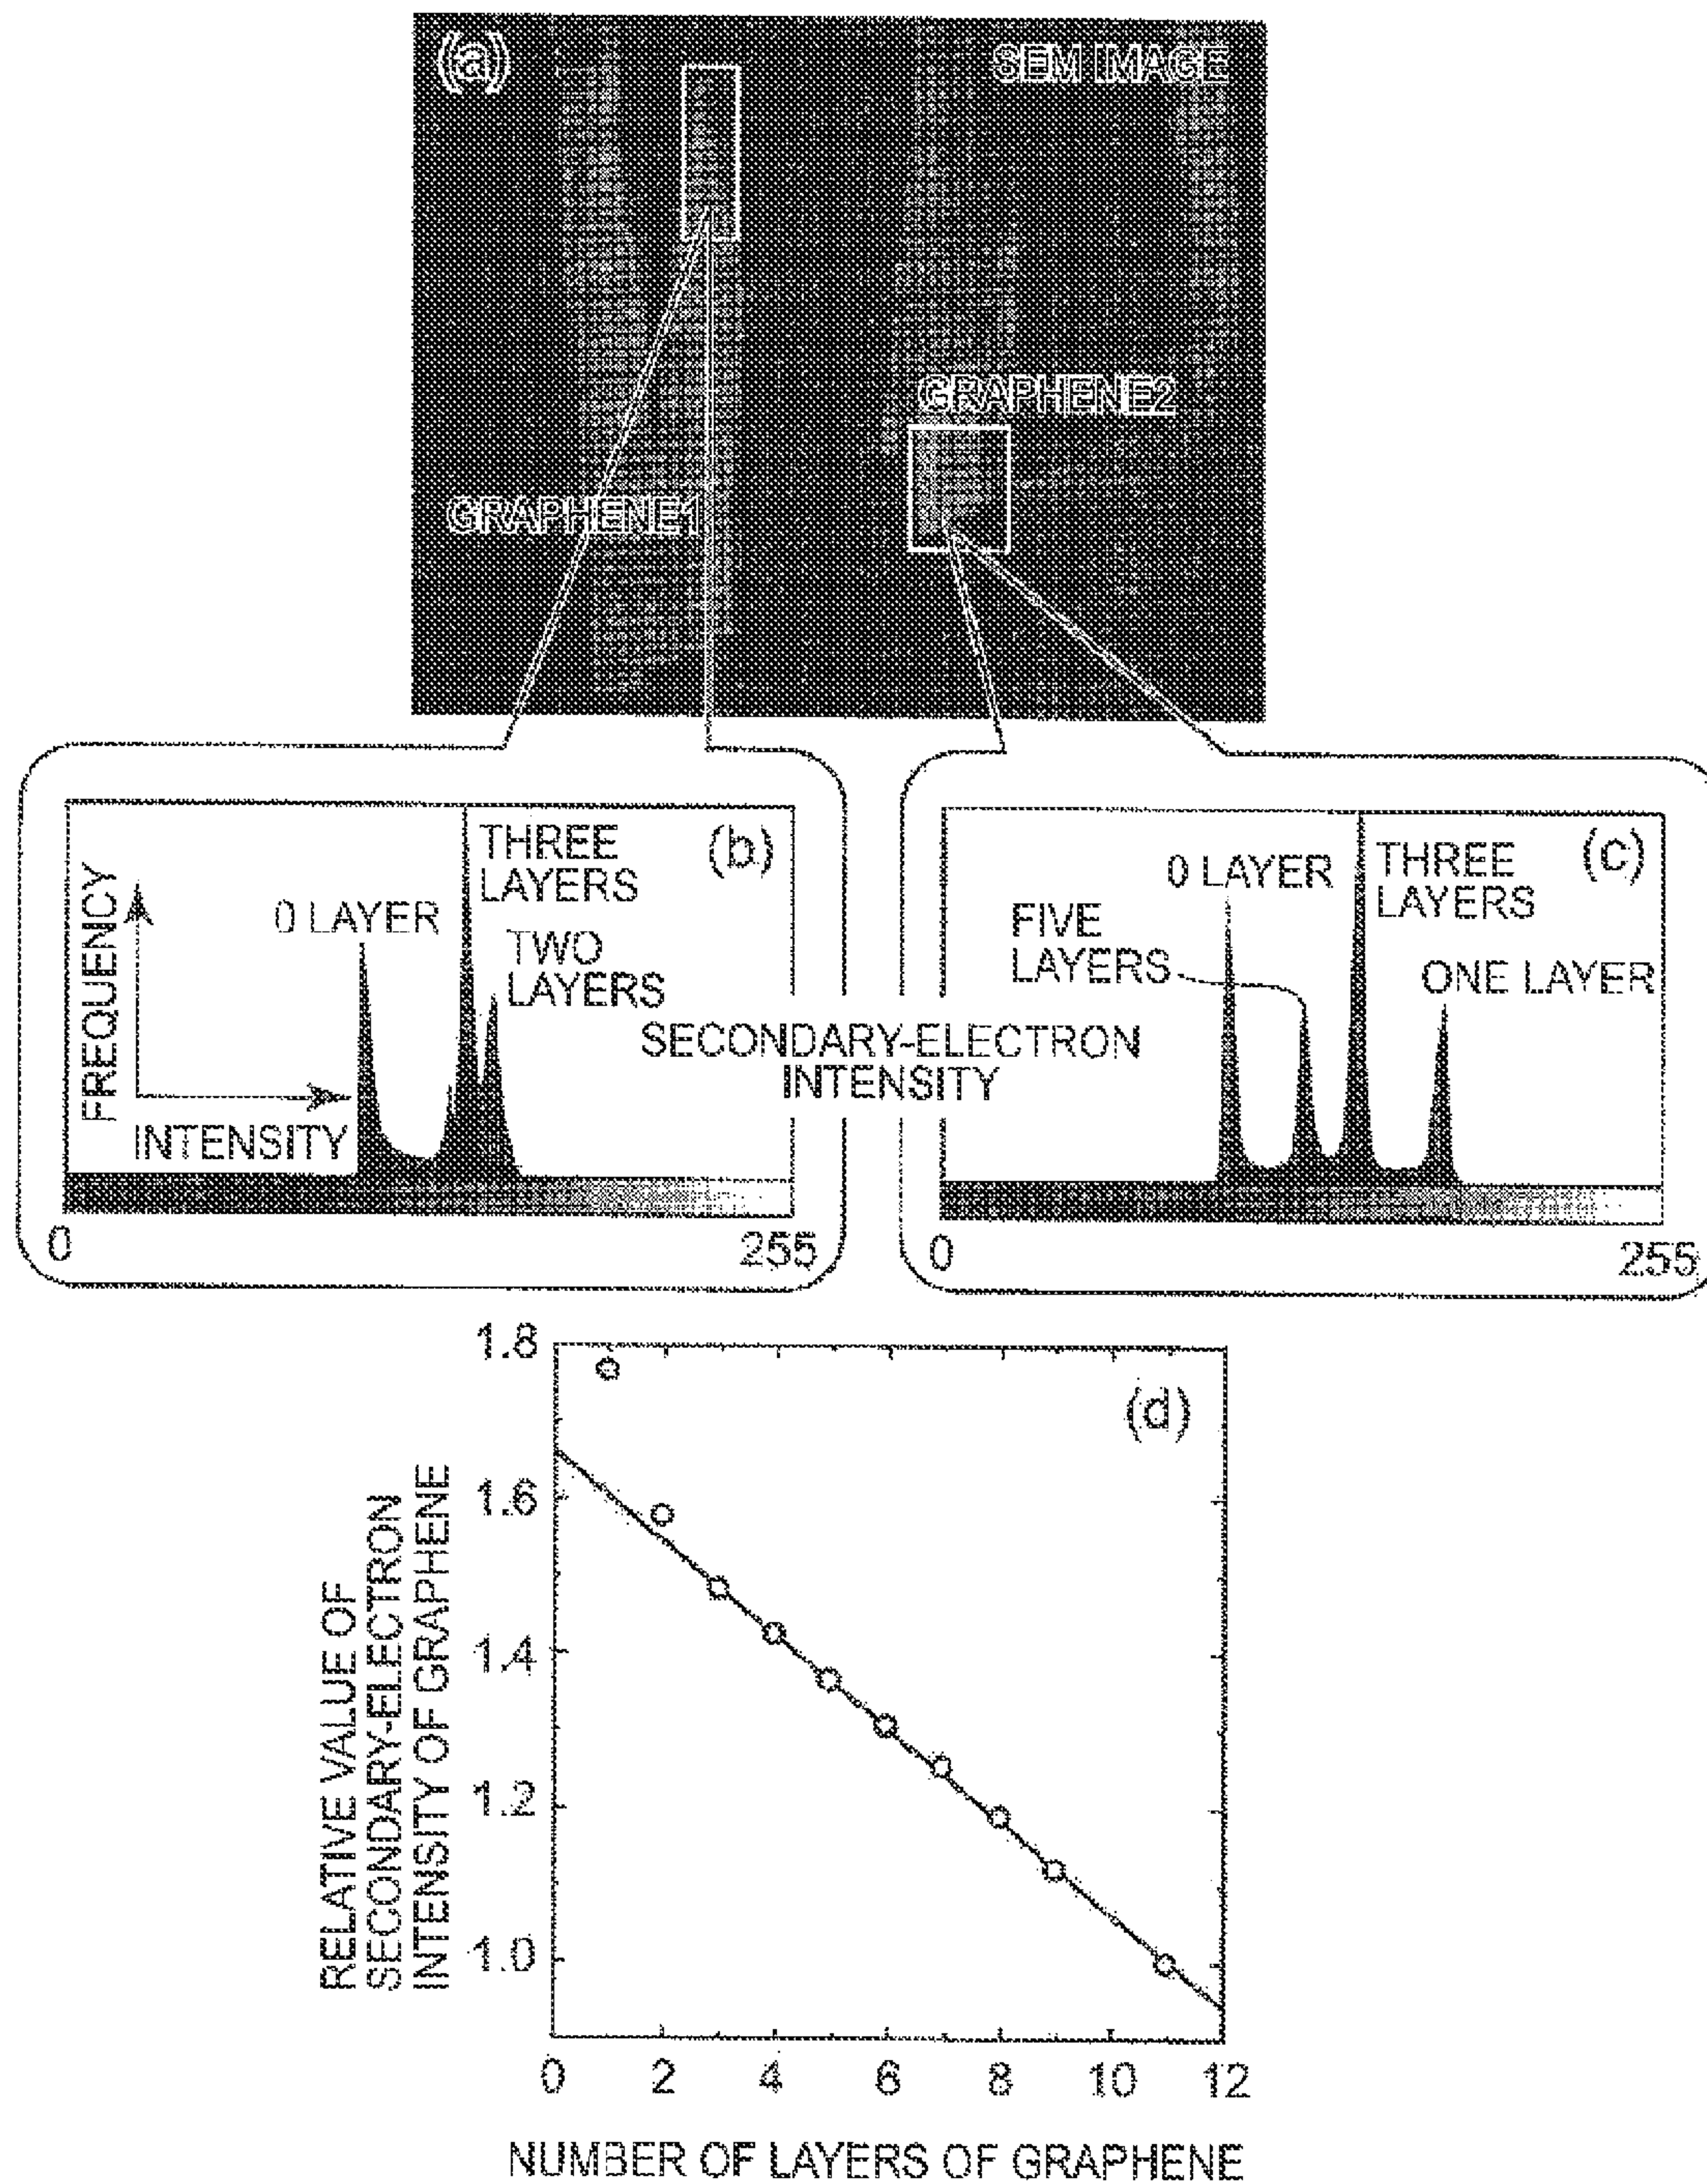 (a)
SEM IMAGE
GRAPHENE2
GRAPHENE1
(b)
THREE
LAYERS
0 LAYER
TWO
LAYERS
FREQUENCY
INTENSITY
0
255
SECONDARY-ELECTRON
INTENSITY
(c)
0 LAYER
THREE
LAYERS
FIVE
LAYERS
ONE LAYER
0
255
(d)
1.8
1.6
1.4
1.2
1.0
RELATIVE VALUE OF
SECONDARY-ELECTRON
INTENSITY OF GRAPHENE
0 2 4 6 8 10 12
NUMBER OF LAYERS OF GRAPHENE